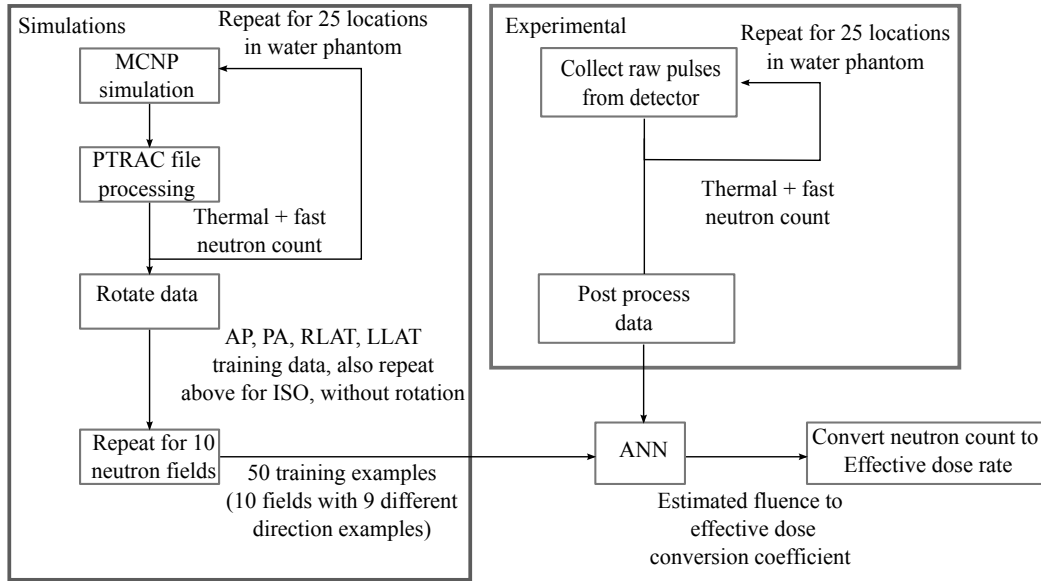 Simulations
Repeat for 25 locations
in water phantom
MCNP
simulation
PTRAC file
processing
Thermal + fast
neutron count
Rotate data
AP, PA, RLAT, LLAT
training data, also repeat
above for ISO, without rotation
Repeat for 10
neutron fields
50 training examples
(10 fields with 9 different
direction examples)
Experimental
Repeat for 25 locations
in water phantom
Collect raw pulses
from detector
Thermal + fast
neutron count
Post process
data
ANN
Estimated fluence to
effective dose
conversion coefficient
Convert neutron count to
Effective dose rate